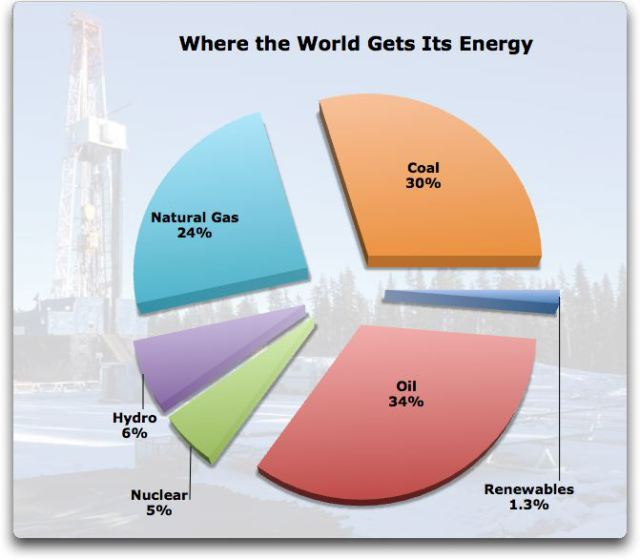 Where the World Gets Its Energy
Coal
30%
Natural Gas
24%
Oil
34%
Hydro
6%
Nuclear
5%
Renewables
1.3%